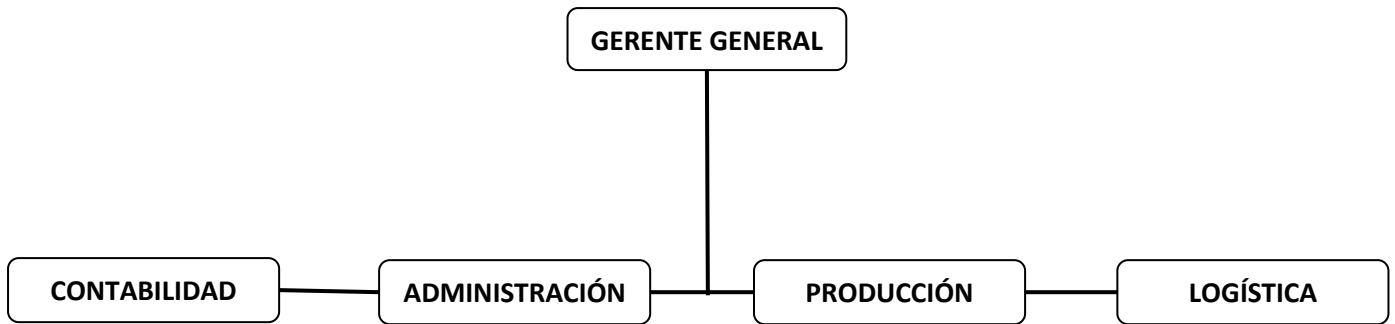 GERENTE GENERAL
CONTABILIDAD
ADMINISTRACIÓN
PRODUCCIÓN
LOGÍSTICA